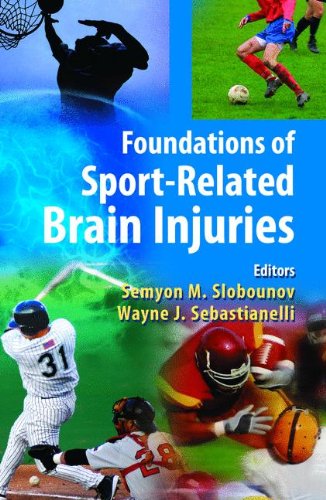 Foundations of
Sport-Related
Brain Injuries
Editors
Semyon M. Slobounov
Wayne J. Sebastianelli
31
28